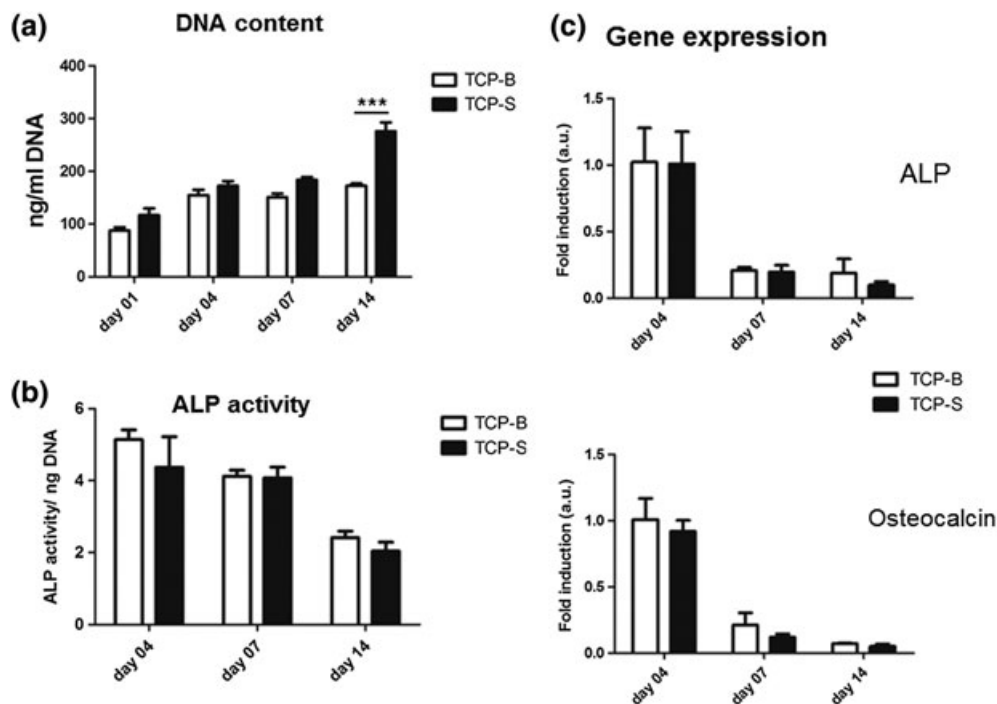 (a)
DNA content
ng/ml DNA
400
300
200
100
0
***
TCP-B
TCP-S
day 01
day 04
day 07
day 14
(b)
ALP activity
ALP activity/ ng DNA
6
4
2
0
TCP-B
TCP-S
day 04
day 07
day 14
(c)
Gene expression
Fold induction (a.u.)
1.5
1.0
0.5
0.0
ALP
day 04
day 07
day 14
TCP-B
TCP-S
Fold induction (a.u.)
1.5
1.0
0.5
0.0
Osteocalcin
day 04
day 07
day 14